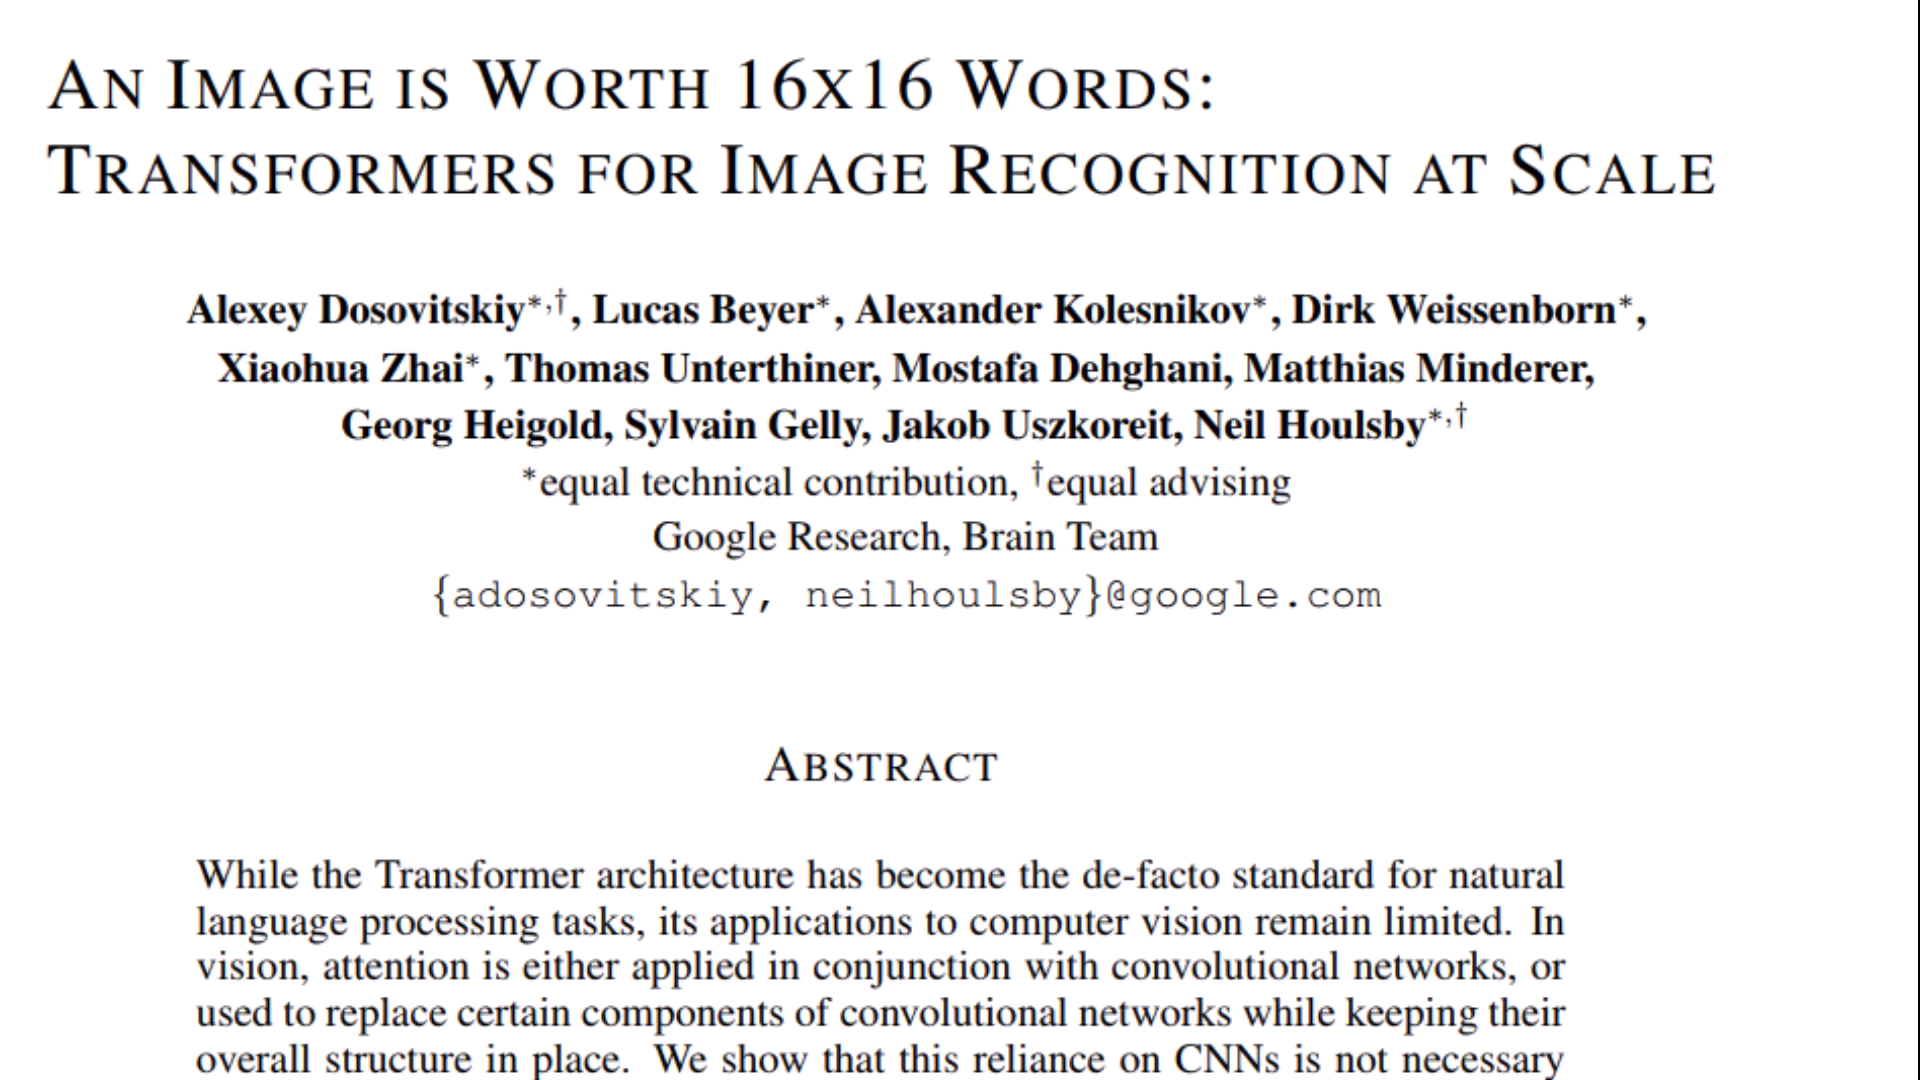 AN IMAGE IS WORTH 16X16 WORDS:
TRANSFORMERS FOR IMAGE RECOGNITION AT SCALE
Alexey Dosovitskiy*,†, Lucas Beyer*, Alexander Kolesnikov*, Dirk Weissenborn*,
Xiaohua Zhai*, Thomas Unterthiner, Mostafa Dehghani, Matthias Minderer,
Georg Heigold, Sylvain Gelly, Jakob Uszkoreit, Neil Houlsby*,†
*equal technical contribution, †equal advising
Google Research, Brain Team
{adosovitskiy, neilhoulsby}@google.com
ABSTRACT
While the Transformer architecture has become the de-facto standard for natural
language processing tasks, its applications to computer vision remain limited. In
vision, attention is either applied in conjunction with convolutional networks, or
used to replace certain components of convolutional networks while keeping their
overall structure in place. We show that this reliance on CNNs is not necessary